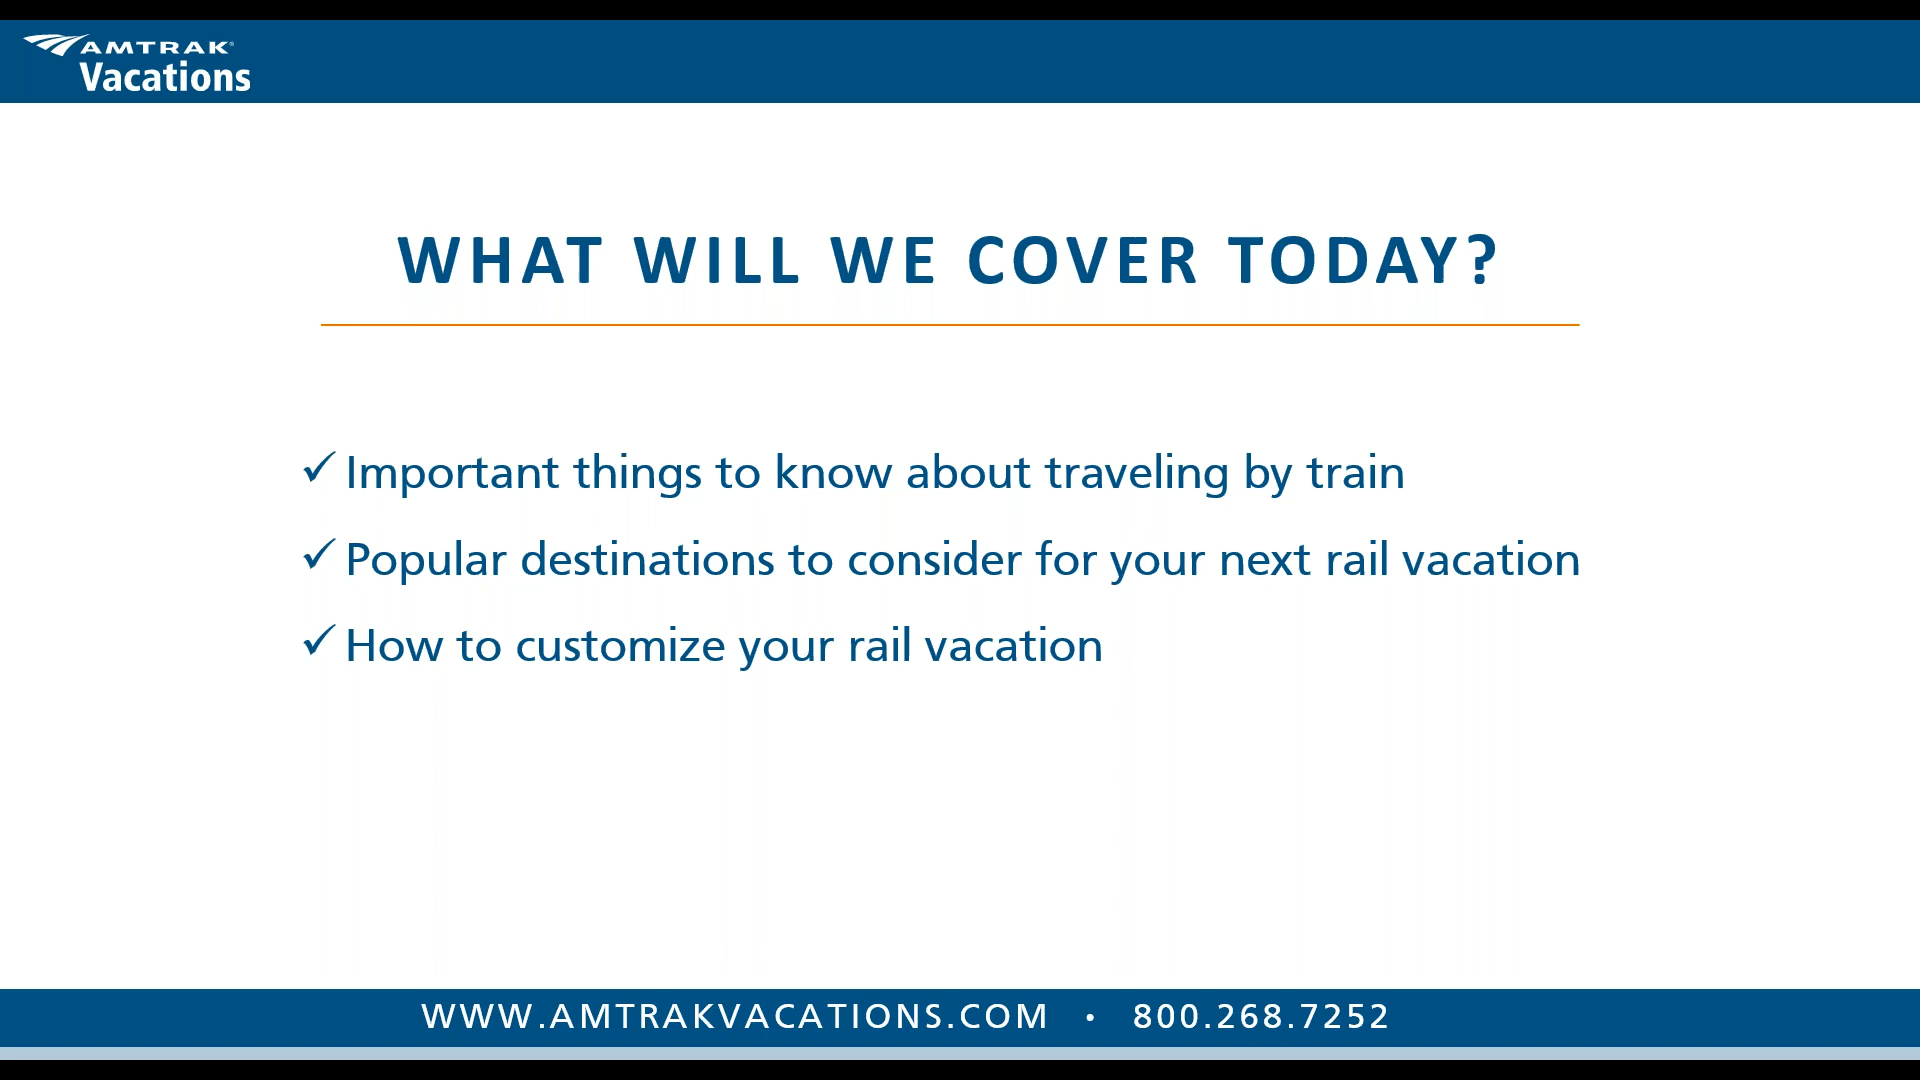 AMTRAK®
Vacations
WHAT WILL WE COVER TODAY?
✓ Important things to know about traveling by train
✓ Popular destinations to consider for your next rail vacation
✓ How to customize your rail vacation
WWW.AMTRAKVACATIONS.COM • 800.268.7252